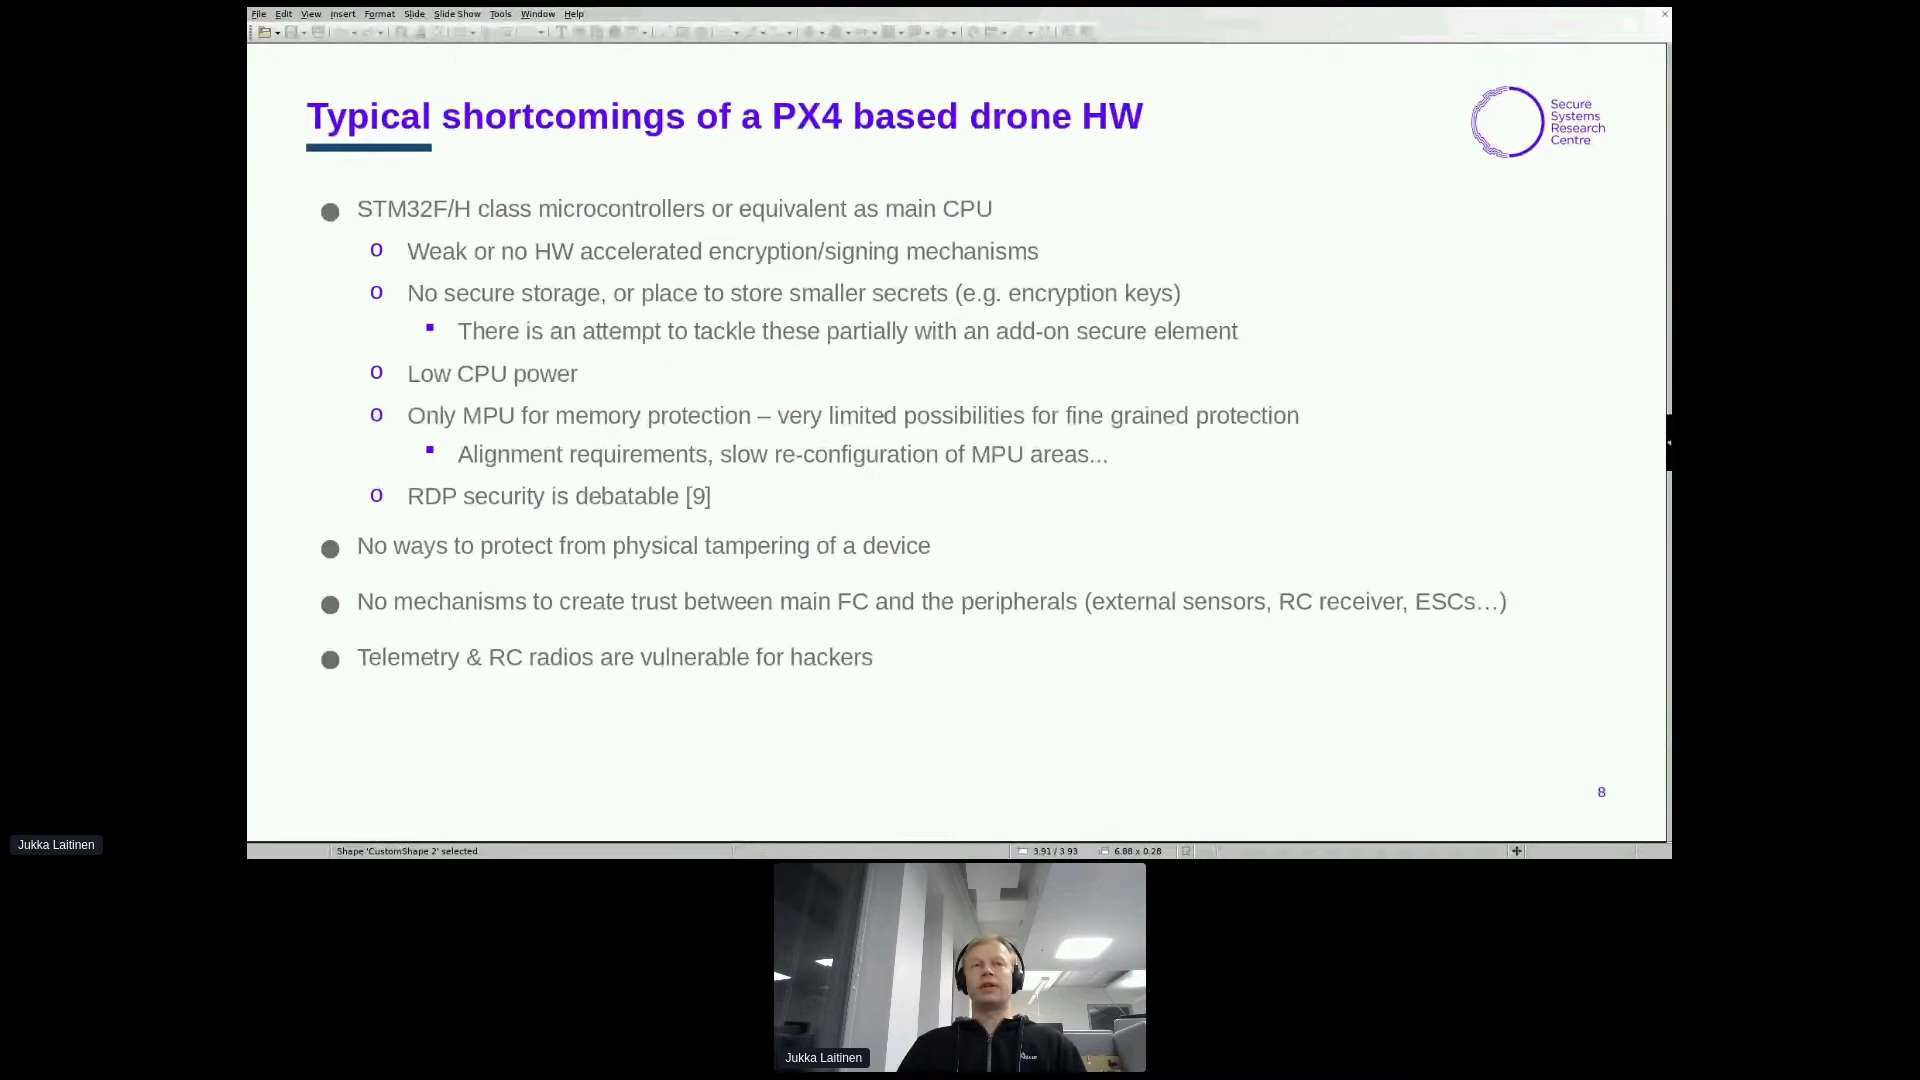 File Edit View Insert Format Slide Slide Show Tools Window Help
Typical shortcomings of a PX4 based drone HW
Secure
Systems
Research
Centre
STM32F/H class microcontrollers or equivalent as main CPU
o Weak or no HW accelerated encryption/signing mechanisms
o No secure storage, or place to store smaller secrets (e.g. encryption keys)
There is an attempt to tackle these partially with an add-on secure element
o Low CPU power
o Only MPU for memory protection – very limited possibilities for fine grained protection
Alignment requirements, slow re-configuration of MPU areas...
o RDP security is debatable [9]
No ways to protect from physical tampering of a device
No mechanisms to create trust between main FC and the peripherals (external sensors, RC receiver, ESCs…)
Telemetry & RC radios are vulnerable for hackers
8
Jukka Laitinen
Shape 'CustomShape 2' selected
3.91 / 3.93
6.88 x 0.28
Jukka Laitinen